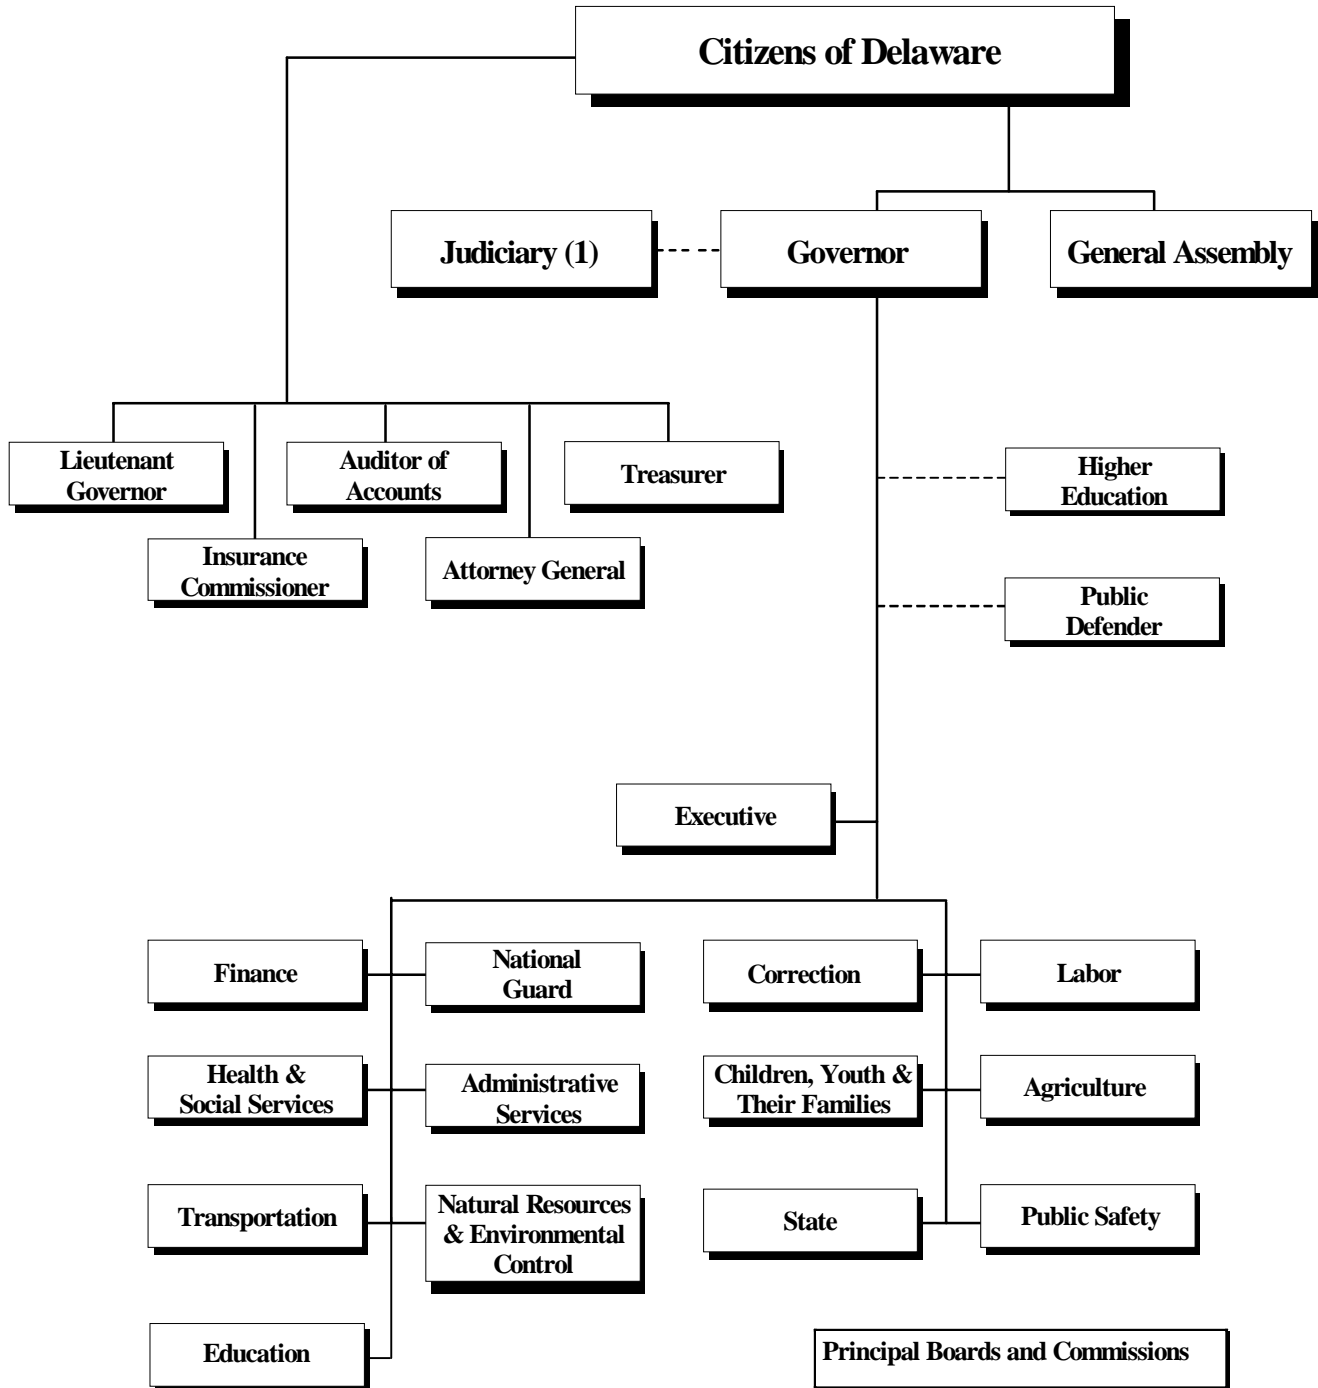 Citizens of Delaware
Judiciary (1)
Governor
General Assembly
Lieutenant
Governor
Auditor of
Accounts
Treasurer
Insurance
Commissioner
Attorney General
Higher
Education
Public
Defender
Executive
Finance
National
Guard
Correction
Labor
Health &
Social Services
Administrative
Services
Children, Youth &
Their Families
Agriculture
Transportation
Natural Resources
& Environmental
Control
State
Public Safety
Education
Principal Boards and Commissions